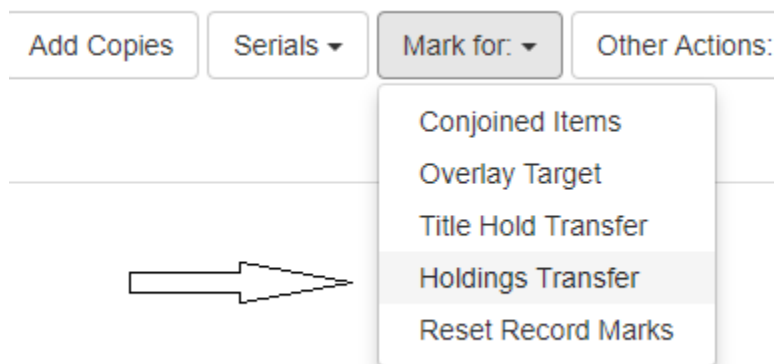 Add Copies Serials Mark for: Other Actions:
Conjoined Items
Overlay Target
Title Hold Transfer
Holdings Transfer
Reset Record Marks